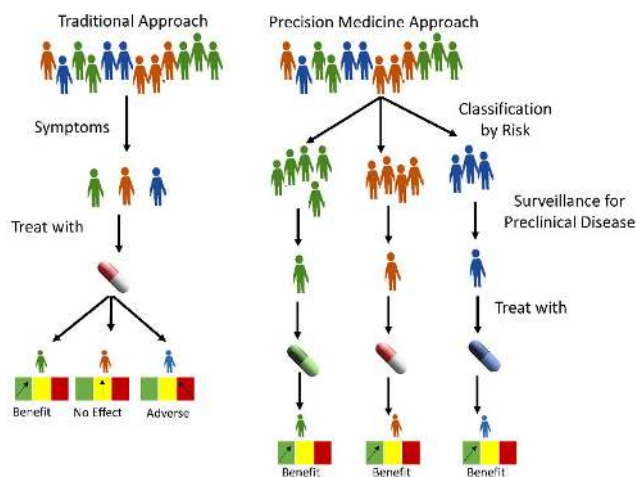 Traditional Approach
Precision Medicine Approach
Symptoms
Treat with
Benefit
No Effect
Adverse
Classification
by Risk
Surveillance for
Preclinical Disease
Treat with
Benefit
Benefit
Benefit